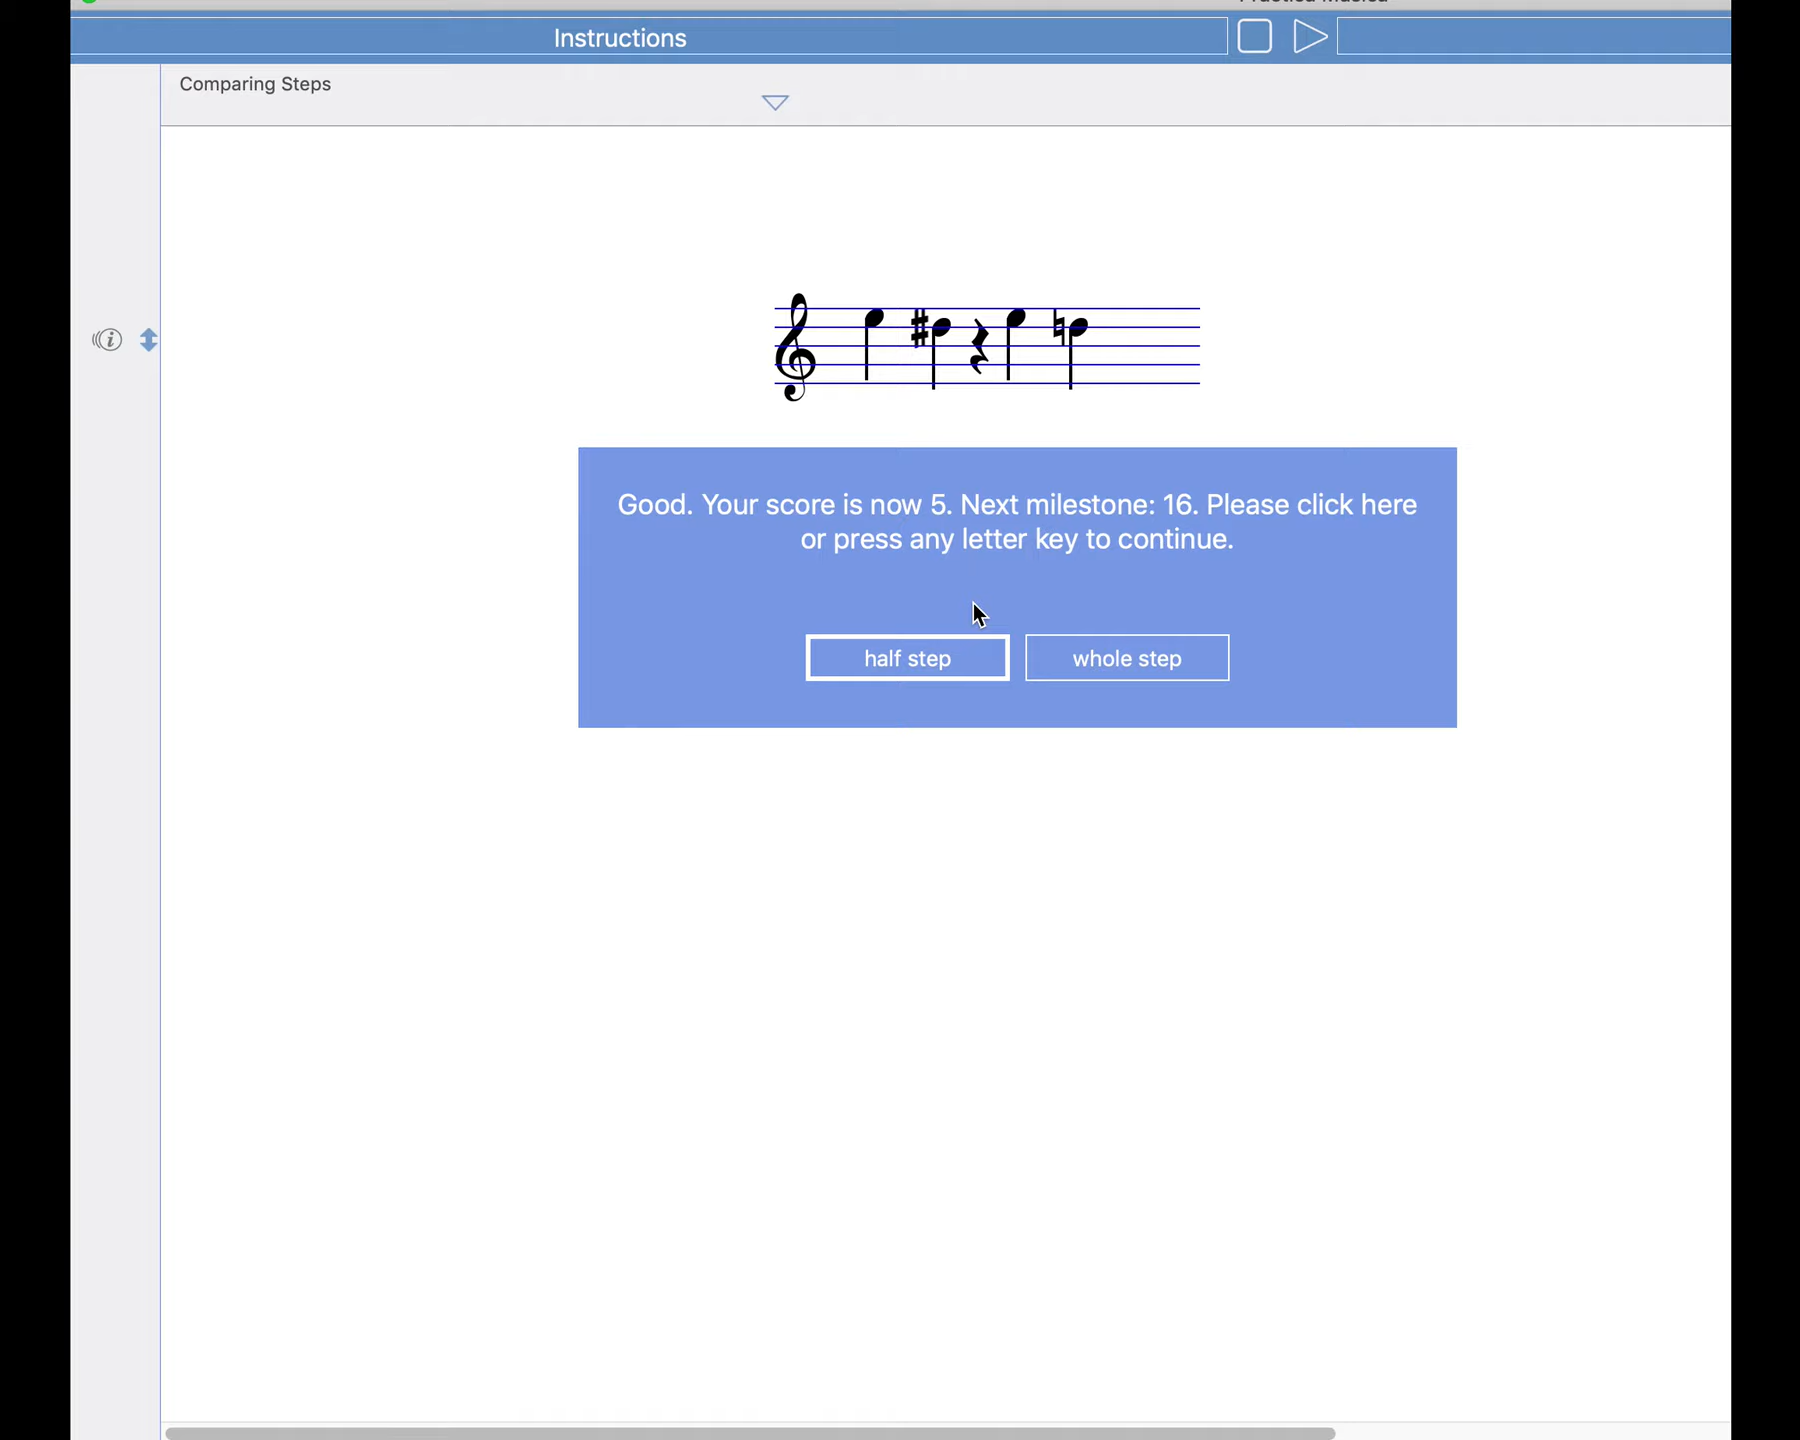 Instructions
Comparing Steps
Good. Your score is now 5. Next milestone: 16. Please click here
or press any letter key to continue.
half step
whole step